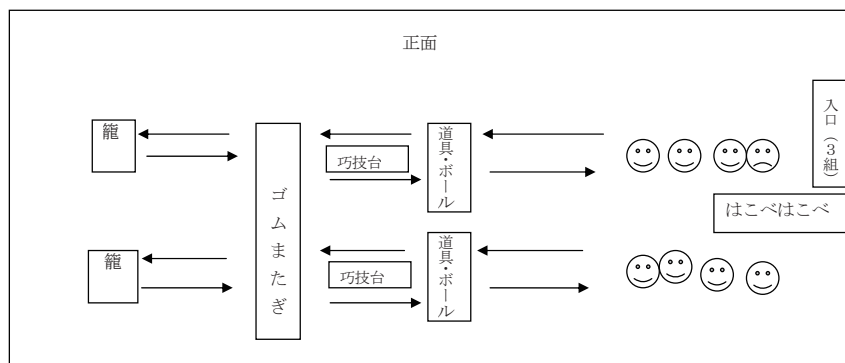 正面
入口（３組）
籠
道具・ボール
巧技台
ゴムまたぎ
はこべはこべ
籠
道具・ボール
巧技台